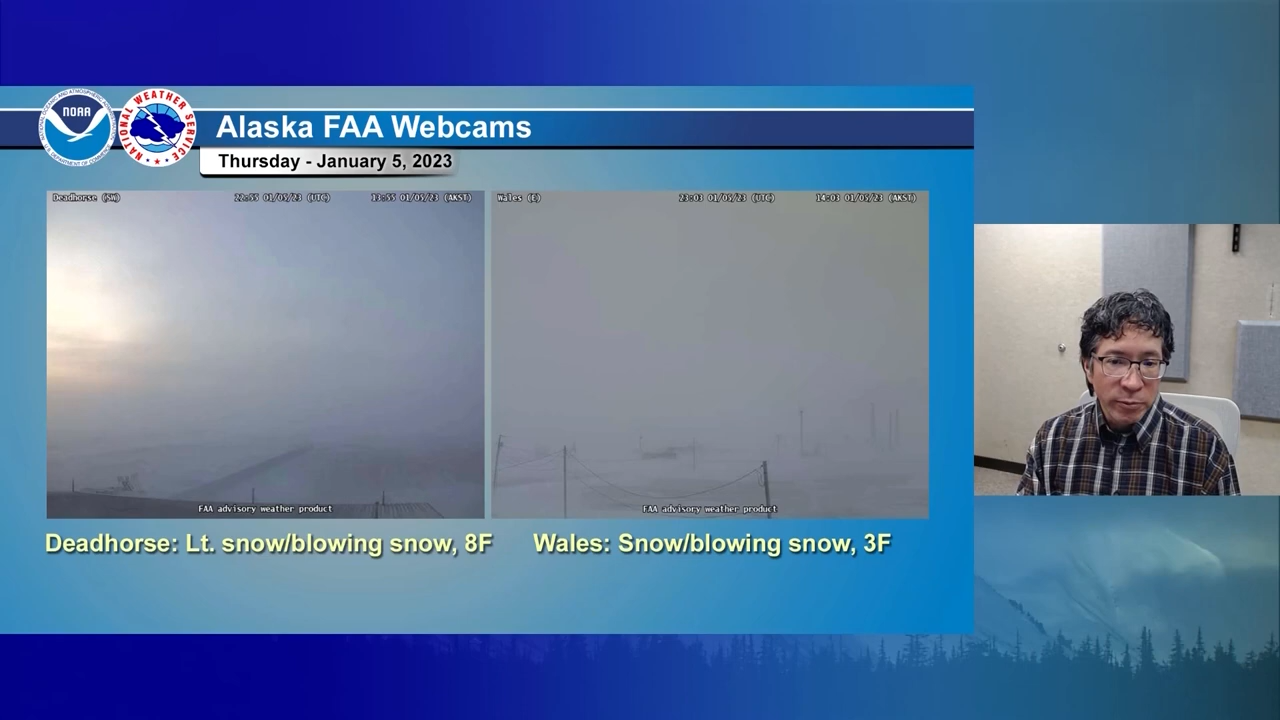 NOAA
NATIONAL WEATHER SERVICE
Alaska FAA Webcams
Thursday - January 5, 2023
Deadhorse (SW) 22:55 01/05/23 (UTC) 13:55 01/05/23 (AKST)
Wales (E) 23:03 01/05/23 (UTC) 14:03 01/05/23 (AKST)
FAA advisory weather product
FAA advisory weather product
Deadhorse: Lt. snow/blowing snow, 8F
Wales: Snow/blowing snow, 3F